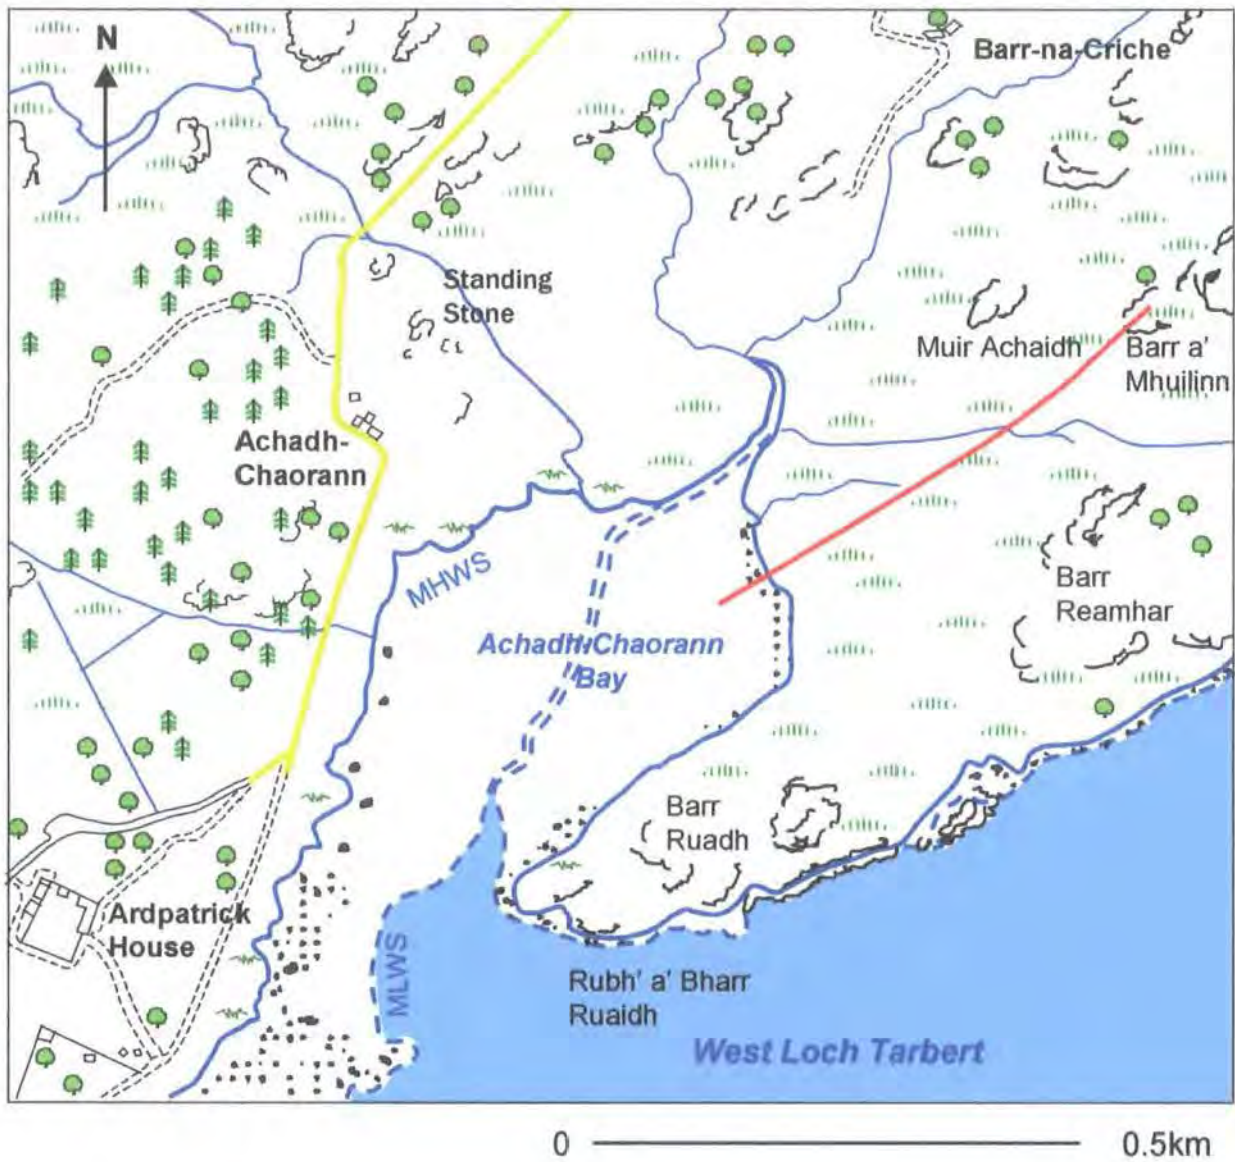 N
Barr-na-Criche
Standing
Stone
Muir Achaidh
Barr a'
Mhuilinn
Achadh-
Chaorann
MHWS
Barr
Reamhar
Achadh-Chaorann
Bay
Barr
Ruadh
Ardpatrick
House
MLWS
Rubh' a' Bharr
Ruaidh
West Loch Tarbert
0 0.5km